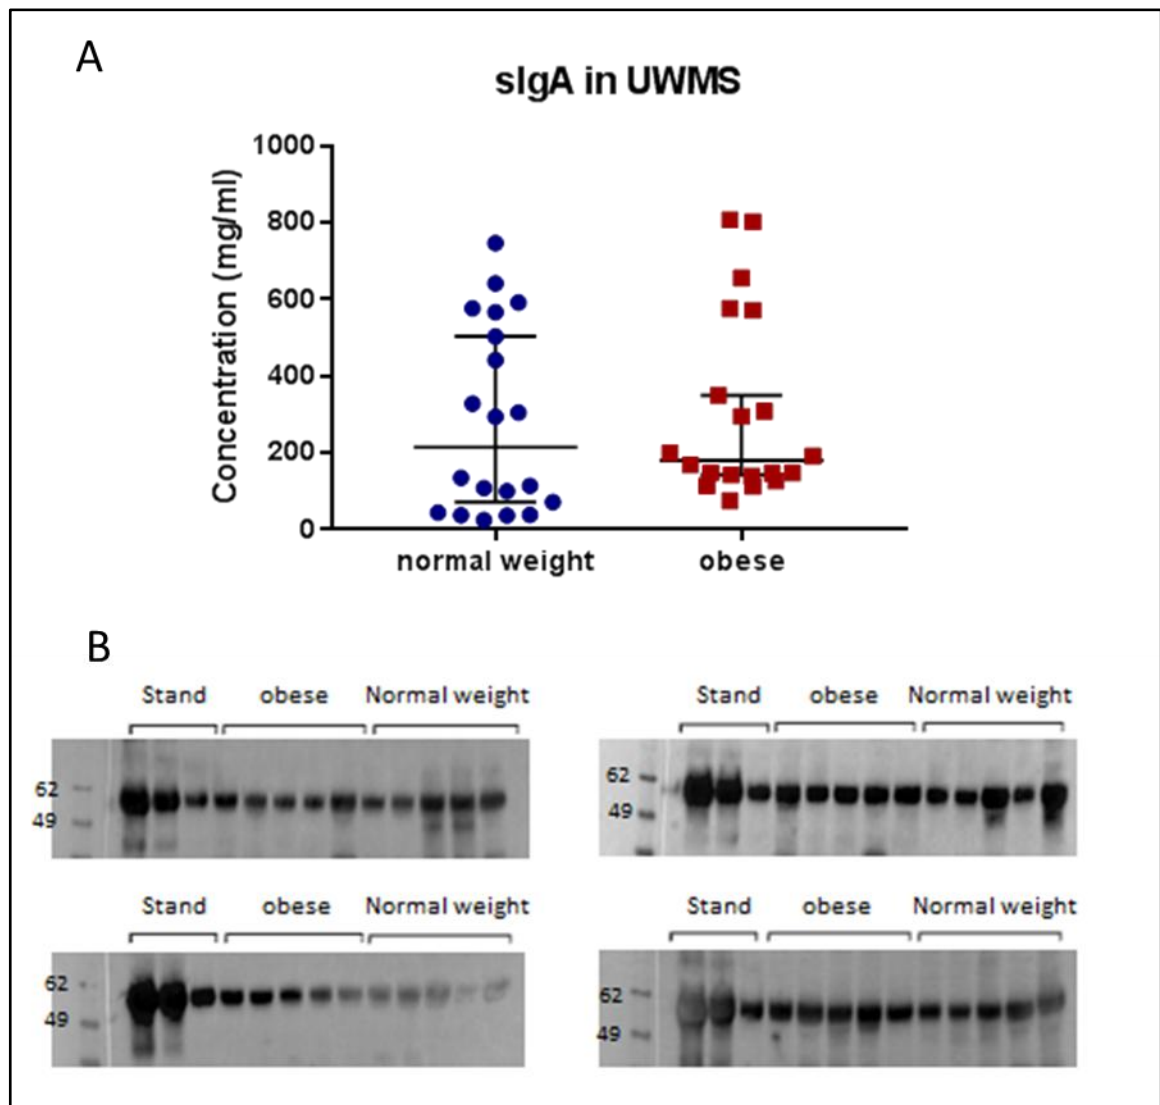 A
sIgA in UWMS
Concentration (mg/ml)
1000
800
600
400
200
0
normal weight obese
B
Stand obese Normal weight
62
49
Stand obese Normal weight
62
49
Stand obese Normal weight
62
49
Stand obese Normal weight
62
49